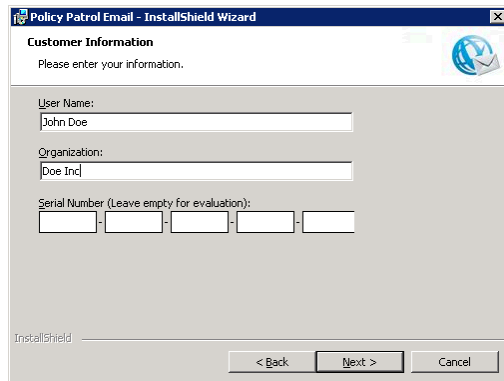 Policy Patrol Email - InstallShield Wizard
Customer Information
Please enter your information.
User Name:
John Doe
Organization:
Doe Inc
Serial Number (Leave empty for evaluation):
- - - -
InstallShield
< Back Next > Cancel